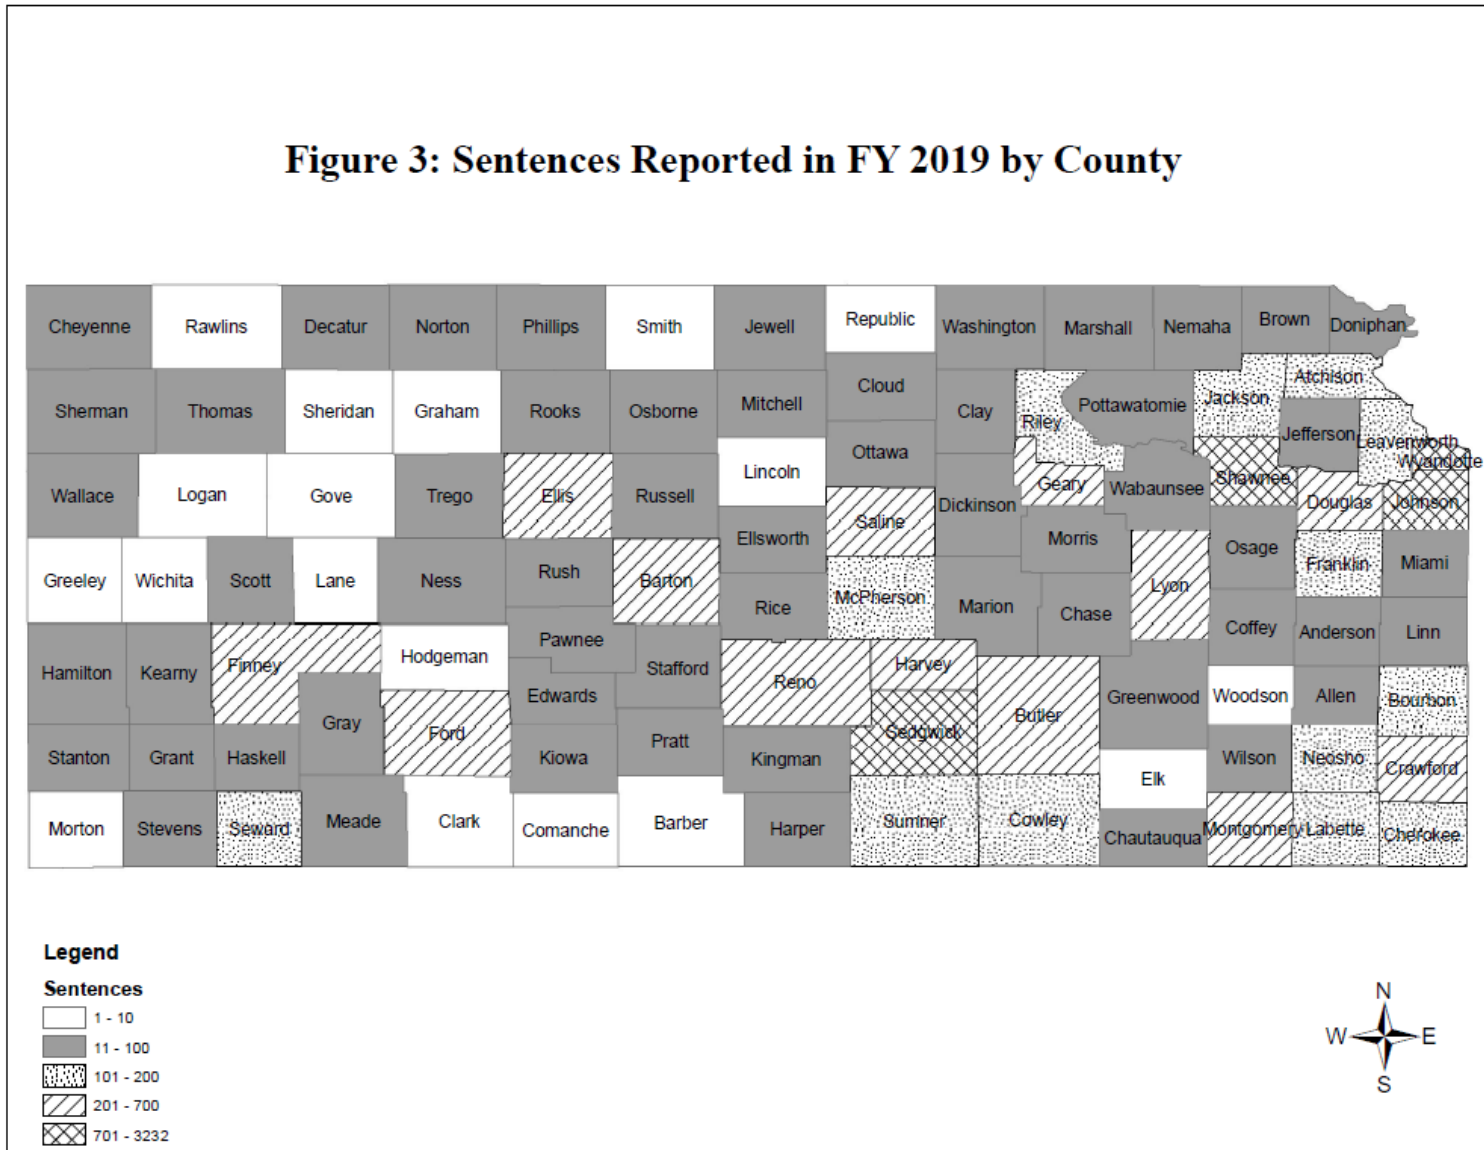 Figure 3: Sentences Reported in FY 2019 by County
Cheyenne Rawlins Decatur Norton Phillips Smith Jewell Republic Washington Marshall Nemaha Brown Doniphan
Sherman Thomas Sheridan Graham Rooks Osborne Mitchell Cloud Clay Riley Pottawatomie Jackson Atchison
Ottawa Jefferson Leavenworth Wyandotte
Wallace Logan Gove Trego Ellis Russell Lincoln Saline Dickinson Geary Wabaunsee Shawnee Douglas Johnson
Greeley Wichita Scott Lane Ness Rush Barton Ellsworth McPherson Marion Morris Chase Lyon Osage Franklin Miami
Rice Coffey Anderson Linn
Hamilton Kearny Finney Hodgeman Pawnee Stafford Reno Harvey Butler Greenwood Woodson Allen Bourbon
Gray Ford Edwards Pratt Sedgwick
Stanton Grant Haskell Kiowa Kingman Elk Wilson Neosho Crawford
Morton Stevens Seward Meade Clark Comanche Barber Harper Sumner Cowley Chautauqua Montgomery Labette Cherokee
Legend
Sentences
1 - 10
11 - 100
101 - 200
201 - 700
701 - 3232
N
W E
S